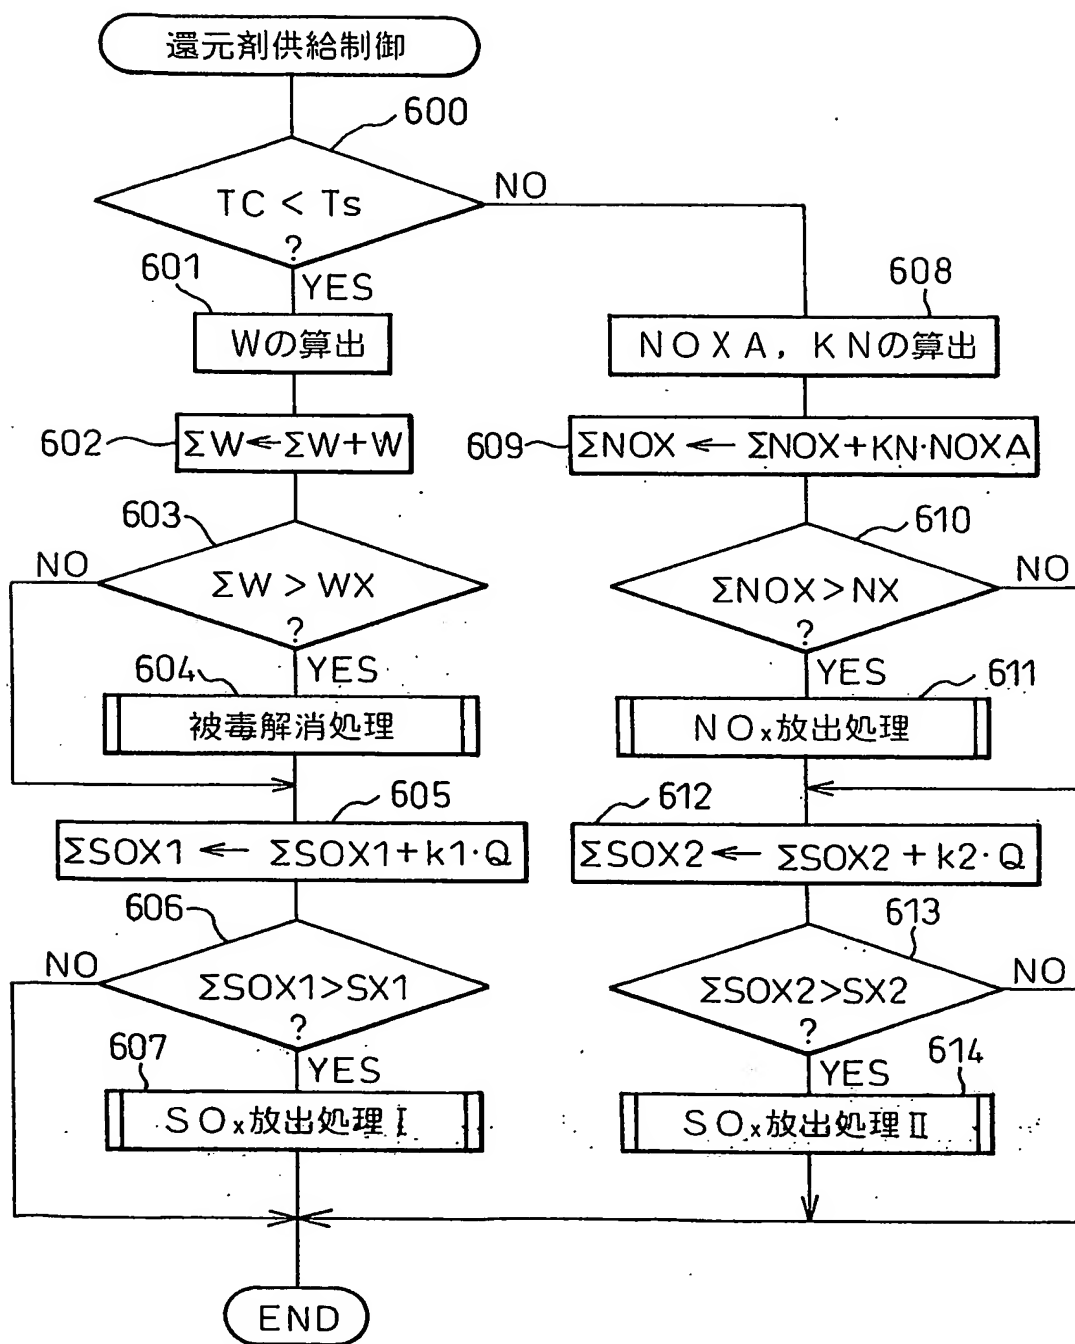 還元剤供給制御
600
TC < Ts
?
NO
YES
601
Wの算出
602
ΣW←ΣW+W
603
ΣW > WX
?
NO
YES
604
被毒解消処理
605
ΣSOX1 ← ΣSOX1+k1·Q
606
ΣSOX1>SX1
?
NO
YES
607
SOx放出処理Ⅰ
608
NOXA, KNの算出
609
ΣNOX ← ΣNOX+KN·NOXA
610
ΣNOX>NX
?
NO
YES
611
NOx放出処理
612
ΣSOX2← ΣSOX2+k2·Q
613
ΣSOX2>SX2
?
NO
YES
614
SOx放出処理Ⅱ
END